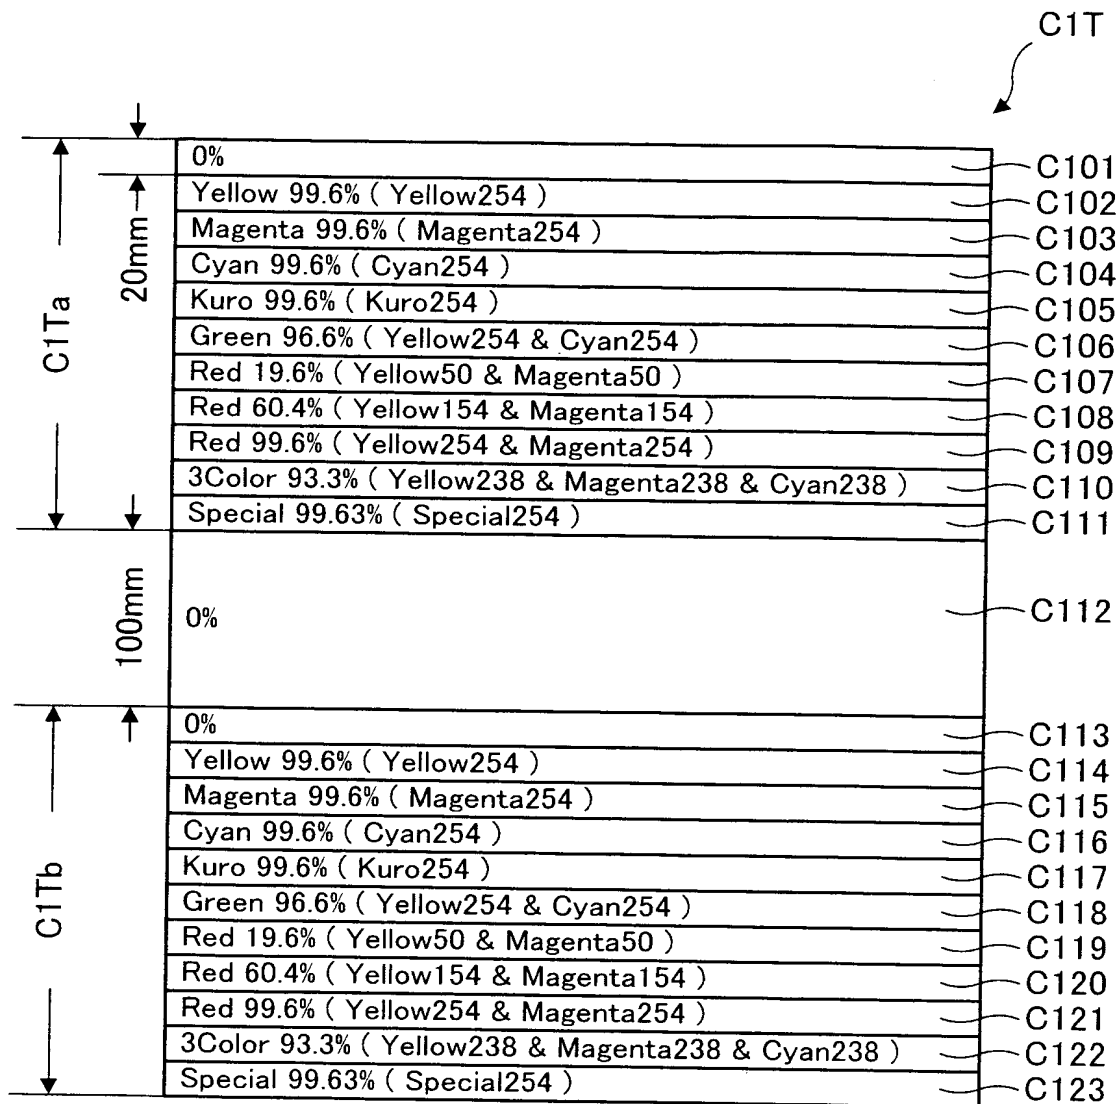 C1T
0% C101
Yellow 99.6% ( Yellow254 ) C102
Magenta 99.6% ( Magenta254 ) C103
Cyan 99.6% ( Cyan254 ) C104
Kuro 99.6% ( Kuro254 ) C105
Green 96.6% ( Yellow254 & Cyan254 ) C106
Red 19.6% ( Yellow50 & Magenta50 ) C107
Red 60.4% ( Yellow154 & Magenta154 ) C108
Red 99.6% ( Yellow254 & Magenta254 ) C109
3Color 93.3% ( Yellow238 & Magenta238 & Cyan238 ) C110
Special 99.63% ( Special254 ) C111
C1Ta
20mm
0% C112
100mm
0% C113
Yellow 99.6% ( Yellow254 ) C114
Magenta 99.6% ( Magenta254 ) C115
Cyan 99.6% ( Cyan254 ) C116
Kuro 99.6% ( Kuro254 ) C117
Green 96.6% ( Yellow254 & Cyan254 ) C118
Red 19.6% ( Yellow50 & Magenta50 ) C119
Red 60.4% ( Yellow154 & Magenta154 ) C120
Red 99.6% ( Yellow254 & Magenta254 ) C121
3Color 93.3% ( Yellow238 & Magenta238 & Cyan238 ) C122
Special 99.63% ( Special254 ) C123
C1Tb